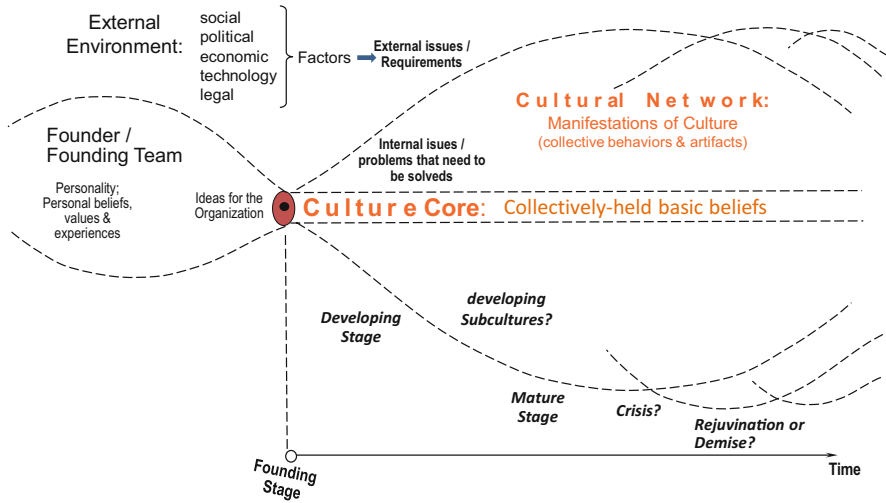 External
Environment:
social
political
economic
technology
legal
Factors
External issues /
Requirements
Cultural Network:
Manifestations of Culture
(collective behaviors & artifacts)
Founder /
Founding Team
Personality;
Personal beliefs,
values &
experiences
Ideas for the
Organization
Internal isues /
problems that need to
be solveds
Culture Core: Collectively-held basic beliefs
Developing
Stage
developing
Subcultures?
Mature
Stage
Crisis?
Rejuvination or
Demise?
Founding
Stage
Time